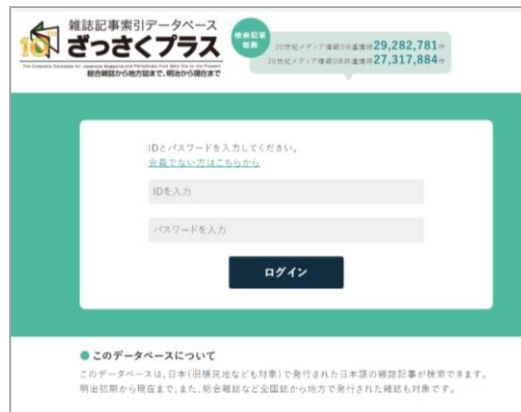 雑誌記事索引データベース
ざっさくプラス
The Complete Database for Japanese Magazine and Periodicals from Meiji Era to the Present
総合雑誌から地方誌まで、明治から現在まで
検索記事
総数
20世紀メディア情報DB連携時29,282,781件
20世紀メディア情報DB非連携時27,317,884件
IDとパスワードを入力してください。
会員でない方はこちらから
IDを入力
パスワードを入力
ログイン
このデータベースについて
このデータベースは、日本(旧植民地なども対象)で発行された日本語の雑誌記事が検索できます。
明治初期から現在まで、また、総合雑誌など全国誌から地方で発行された雑誌も対象です。